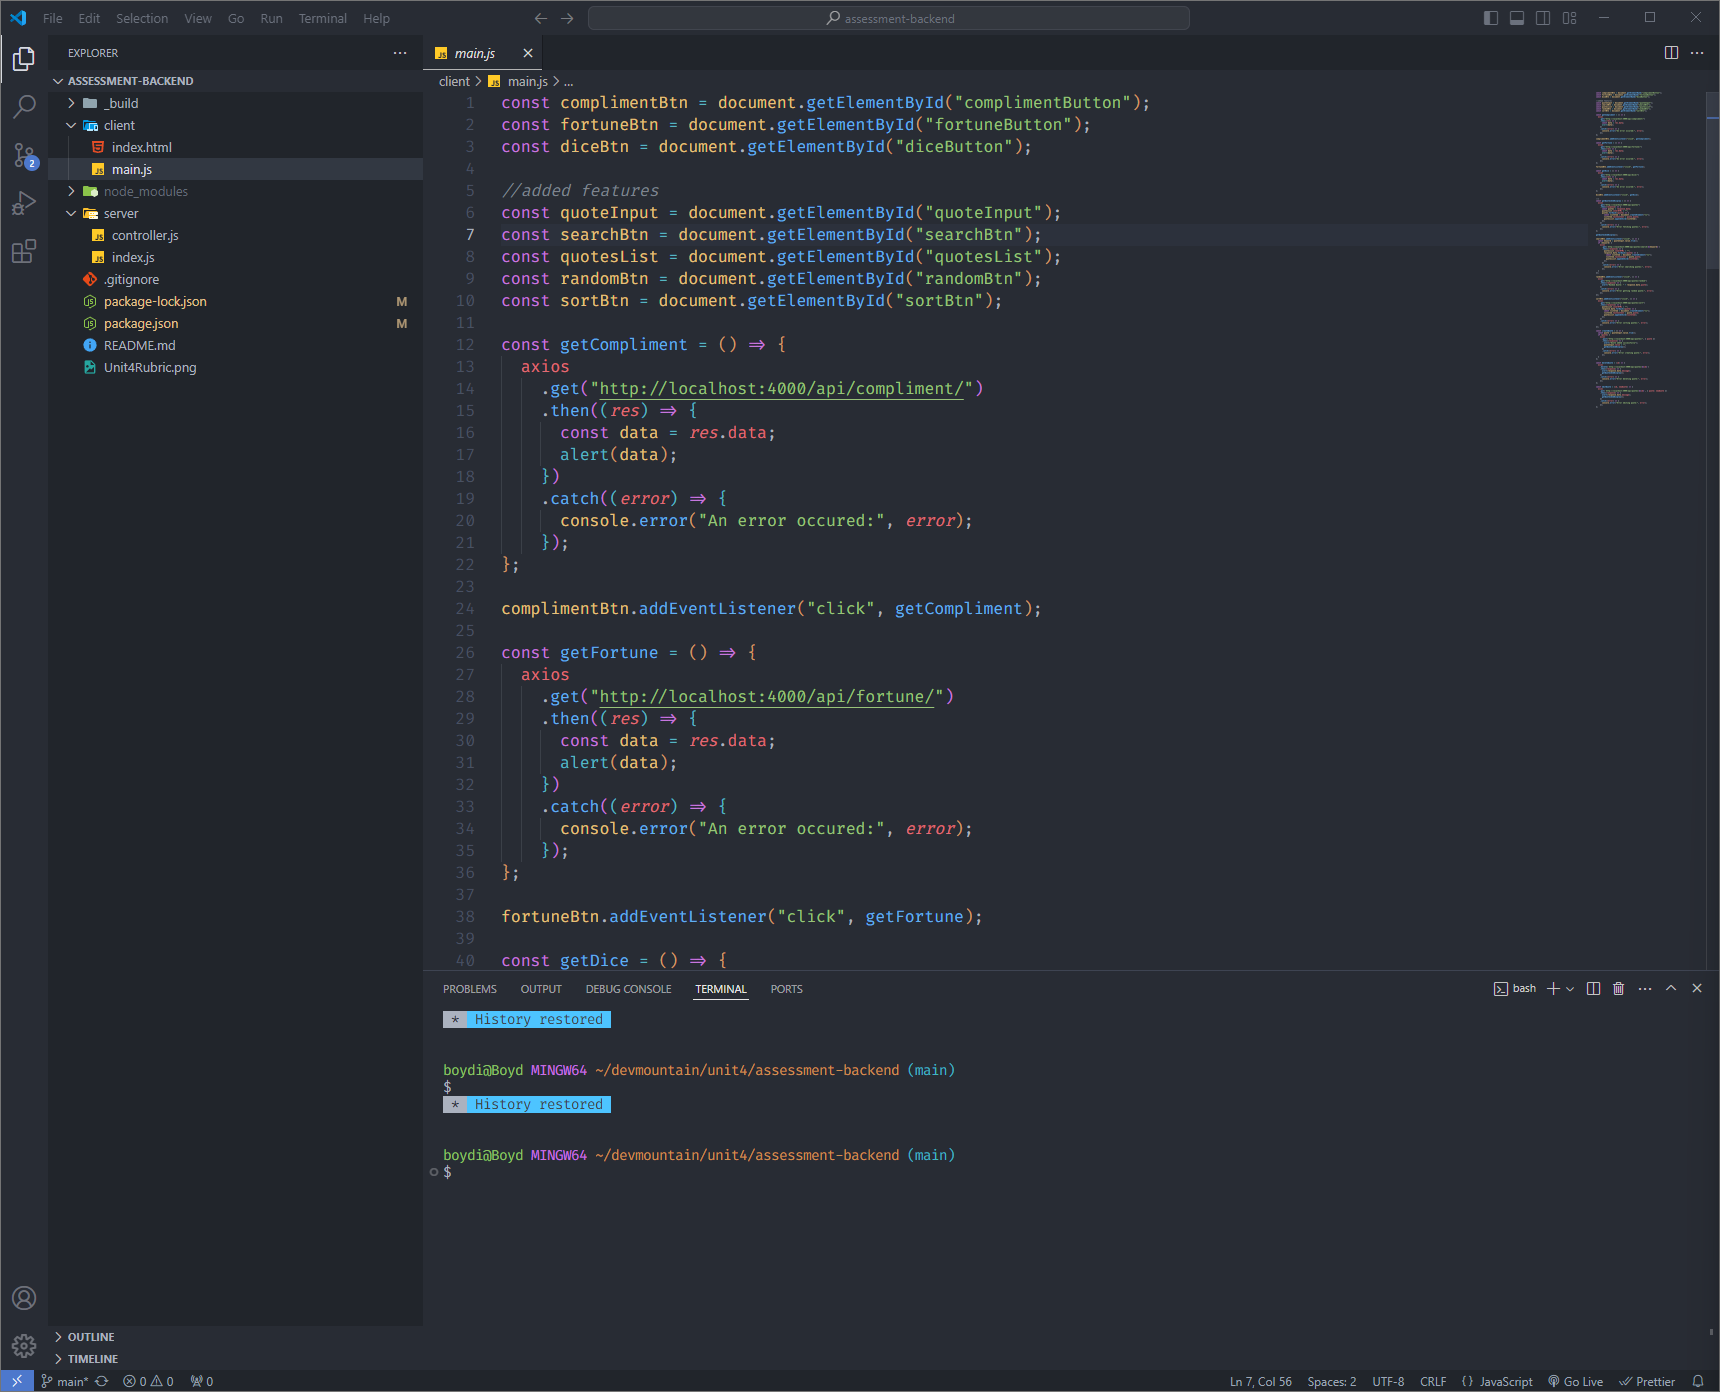 File Edit Selection View Go Run Terminal Help
assessment-backend
EXPLORER
ASSESSMENT-BACKEND
_build
client
index.html
main.js
node_modules
server
controller.js
index.js
.gitignore
package-lock.json M
package.json M
README.md
Unit4Rubric.png
OUTLINE
TIMELINE
2
main.js
client > main.js > ...
1 const complimentBtn = document.getElementById("complimentButton");
2 const fortuneBtn = document.getElementById("fortuneButton");
3 const diceBtn = document.getElementById("diceButton");
4
5 //added features
6 const quoteInput = document.getElementById("quoteInput");
7 const searchBtn = document.getElementById("searchBtn");
8 const quotesList = document.getElementById("quotesList");
9 const randomBtn = document.getElementById("randomBtn");
10 const sortBtn = document.getElementById("sortBtn");
11
12 const getCompliment = () => {
13 axios
14 .get("http://localhost:4000/api/compliment/")
15 .then((res) => {
16 const data = res.data;
17 alert(data);
18 })
19 .catch((error) => {
20 console.error("An error occured:", error);
21 });
22 };
23
24 complimentBtn.addEventListener("click", getCompliment);
25
26 const getFortune = () => {
27 axios
28 .get("http://localhost:4000/api/fortune/")
29 .then((res) => {
30 const data = res.data;
31 alert(data);
32 })
33 .catch((error) => {
34 console.error("An error occured:", error);
35 });
36 };
37
38 fortuneBtn.addEventListener("click", getFortune);
39
40 const getDice = () => {
PROBLEMS OUTPUT DEBUG CONSOLE TERMINAL PORTS
bash
* History restored
boydi@Boyd MINGW64 ~/devmountain/unit4/assessment-backend (main)
$
* History restored
boydi@Boyd MINGW64 ~/devmountain/unit4/assessment-backend (main)
$
main* 0 0 0
Ln 7, Col 56 Spaces: 2 UTF-8 CRLF {} JavaScript Go Live Prettier